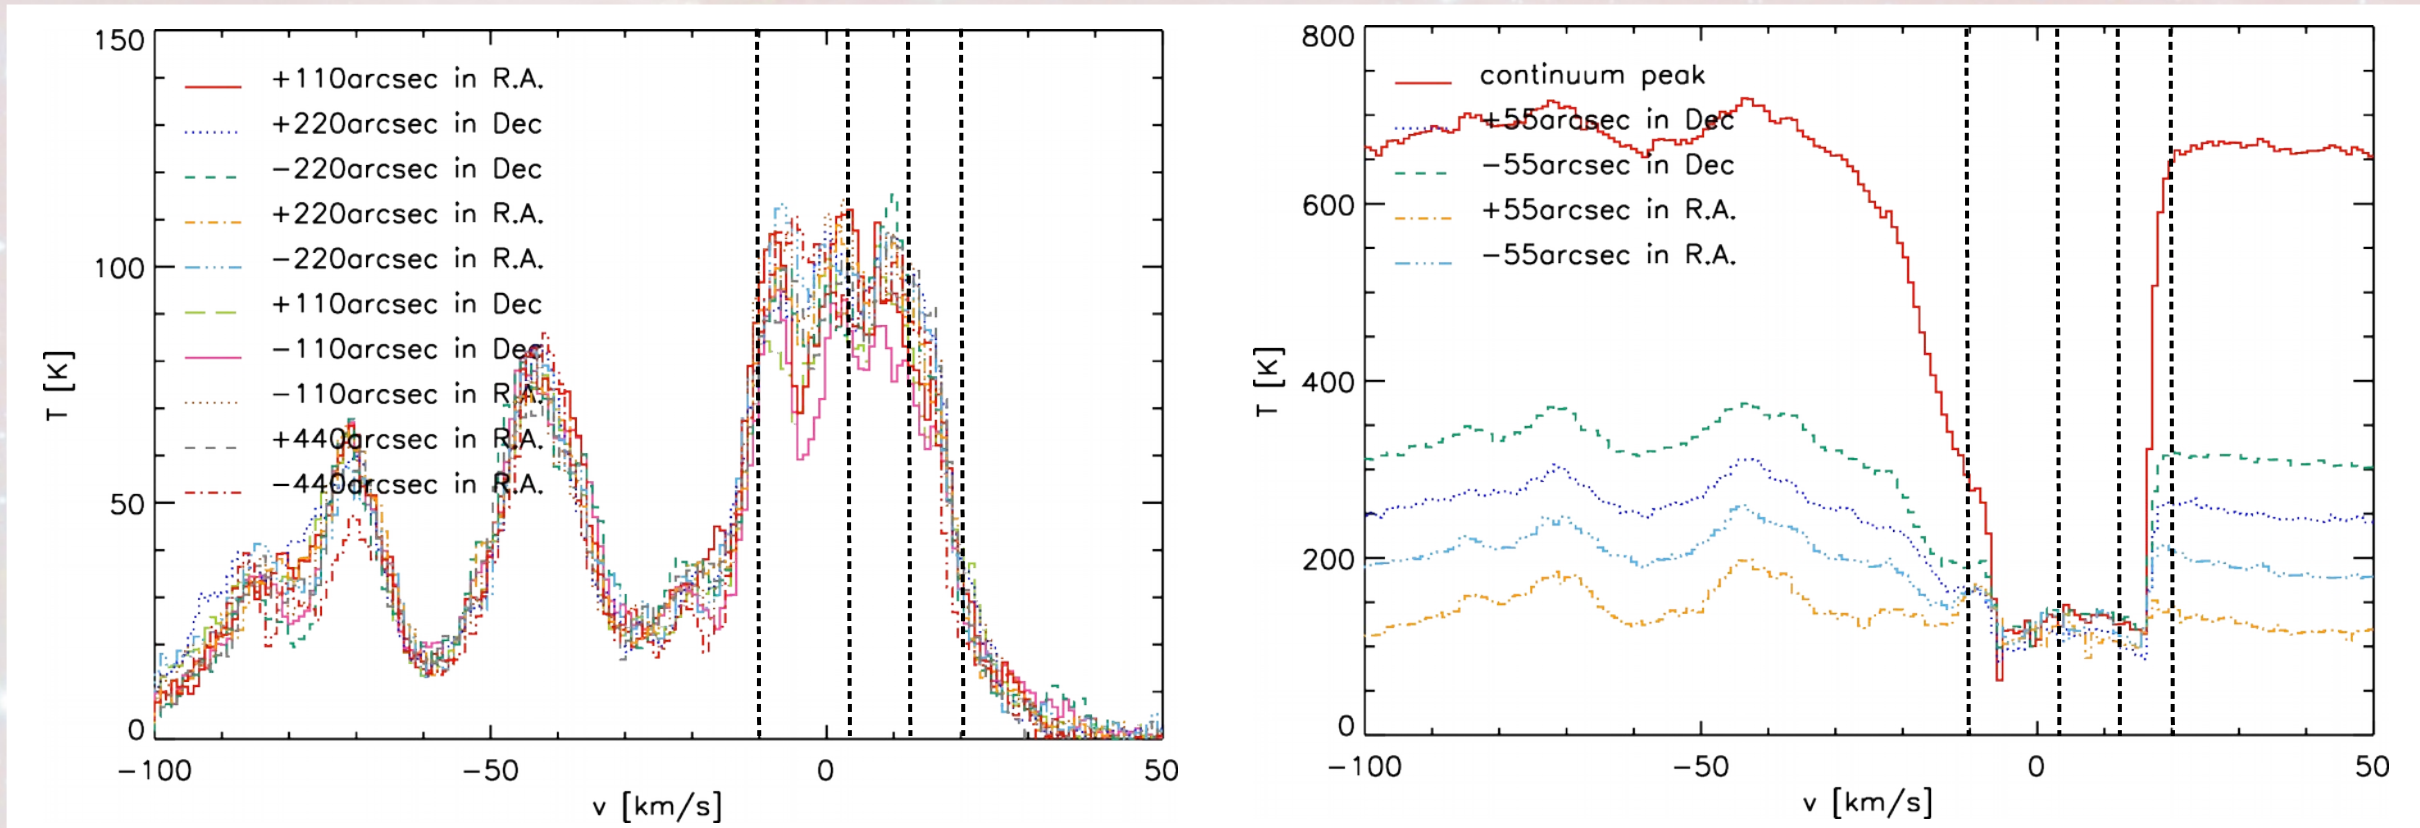 150
100
50
0
T [K]
+110arcsec in R.A.
+220arcsec in Dec
−220arcsec in Dec
+220arcsec in R.A.
−220arcsec in R.A.
+110arcsec in Dec
−110arcsec in Dec
−110arcsec in R.A.
+440arcsec in R.A.
−440arcsec in R.A.
−100 −50 0 50
v [km/s]
800
600
400
200
0
T [K]
continuum peak
+55arcsec in Dec
−55arcsec in Dec
+55arcsec in R.A.
−55arcsec in R.A.
−100 −50 0 50
v [km/s]